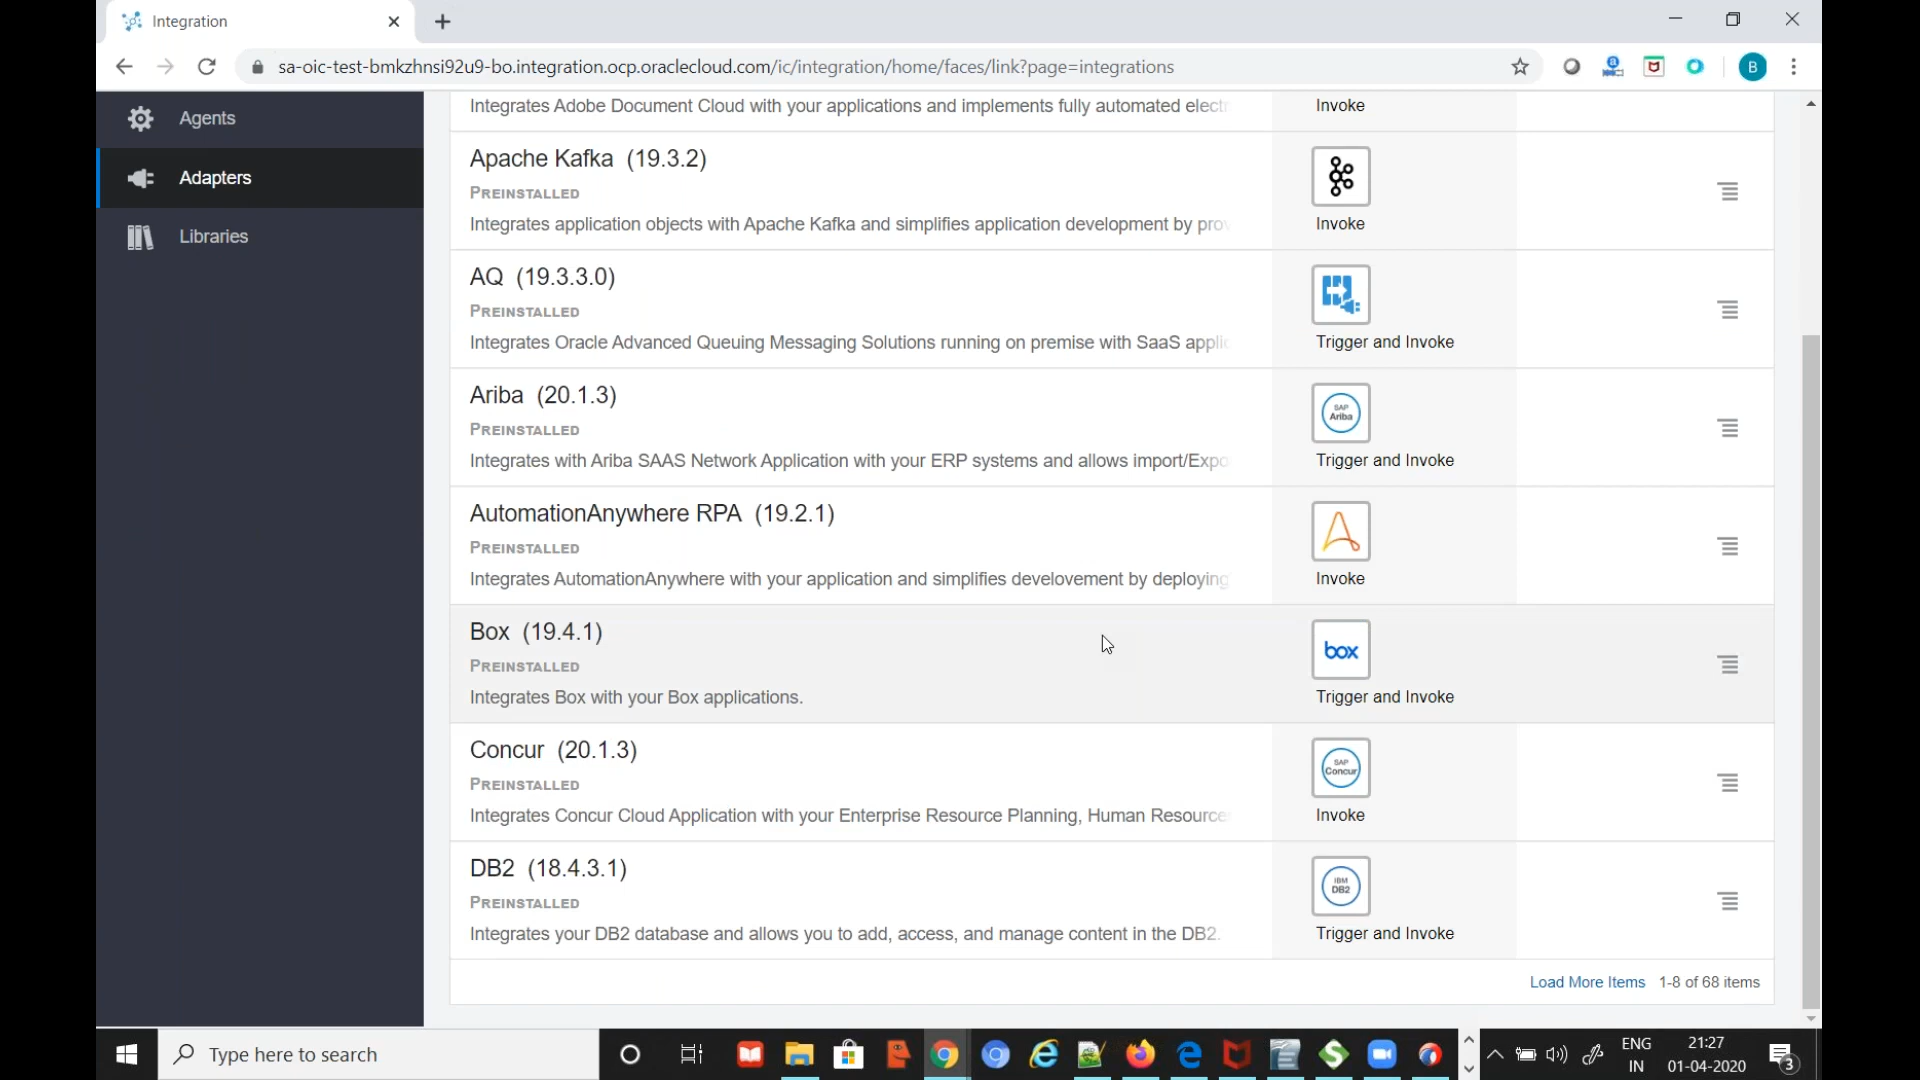 Integration
sa-oic-test-bmkzhnsi92u9-bo.integration.ocp.oraclecloud.com/ic/integration/home/faces/link?page=integrations
B
Agents
Adapters
Libraries
Integrates Adobe Document Cloud with your applications and implements fully automated
Invoke
Apache Kafka (19.3.2)
PREINSTALLED
Integrates application objects with Apache Kafka and simplifies application development by
Invoke
AQ (19.3.3.0)
PREINSTALLED
Integrates Oracle Advanced Queuing Messaging Solutions running on premise with SaaS
Trigger and Invoke
Ariba (20.1.3)
PREINSTALLED
Integrates with Ariba SAAS Network Application with your ERP systems and allows import/Expo
SAP
Ariba
Trigger and Invoke
AutomationAnywhere RPA (19.2.1)
PREINSTALLED
Integrates AutomationAnywhere with your application and simplifies develovement by deploying
Invoke
Box (19.4.1)
PREINSTALLED
Integrates Box with your Box applications.
box
Trigger and Invoke
Concur (20.1.3)
PREINSTALLED
Integrates Concur Cloud Application with your Enterprise Resource Planning, Human Resource
SAP
Concur
Invoke
DB2 (18.4.3.1)
PREINSTALLED
Integrates your DB2 database and allows you to add, access, and manage content in the DB2.
IBM
DB2
Trigger and Invoke
Load More Items 1-8 of 68 items
Type here to search
ENG
IN
21:27
01-04-2020
3